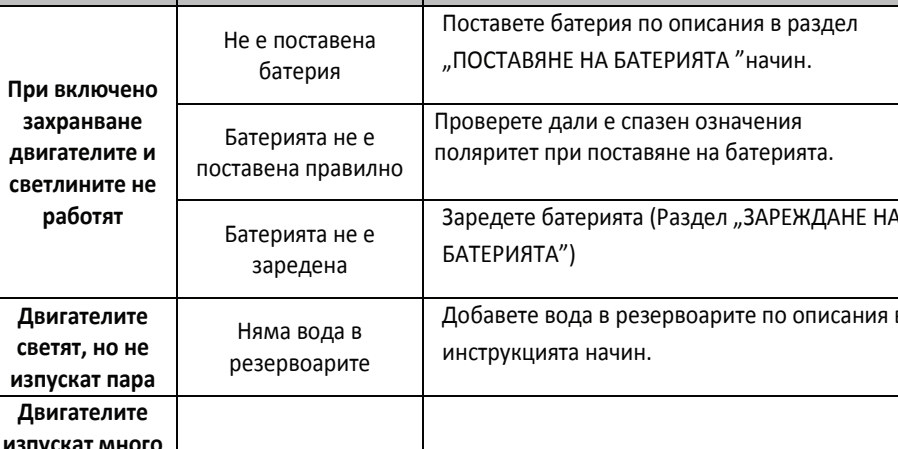 При включено
захранване
двигателите и
светлините не
работят
Не е поставена
батерия
Поставете батерия по описания в раздел
„ПОСТАВЯНЕ НА БАТЕРИЯТА ”начин.
Батерията не е
поставена правилно
Проверете дали е спазен означения
поляритет при поставяне на батерията.
Батерията не е
заредена
Заредете батерията (Раздел „ЗАРЕЖДАНЕ НА
БАТЕРИЯТА”)
Двигателите
светят, но не
изпускат пара
Няма вода в
резервоарите
Добавете вода в резервоарите по описания в
инструкцията начин.
Двигателите
изпускат много